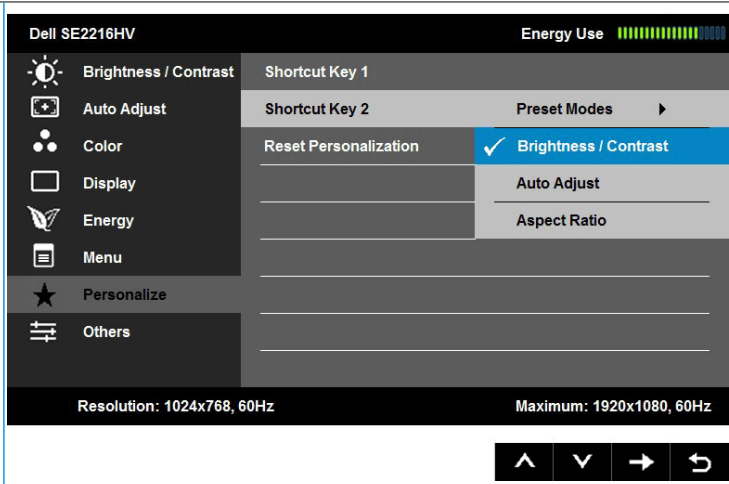 Dell SE2216HV Energy Use
Brightness / Contrast Shortcut Key 1
Auto Adjust Shortcut Key 2 Preset Modes
Color Reset Personalization Brightness / Contrast
Display Auto Adjust
Energy Aspect Ratio
Menu
Personalize
Others
Resolution: 1024x768, 60Hz Maximum: 1920x1080, 60Hz